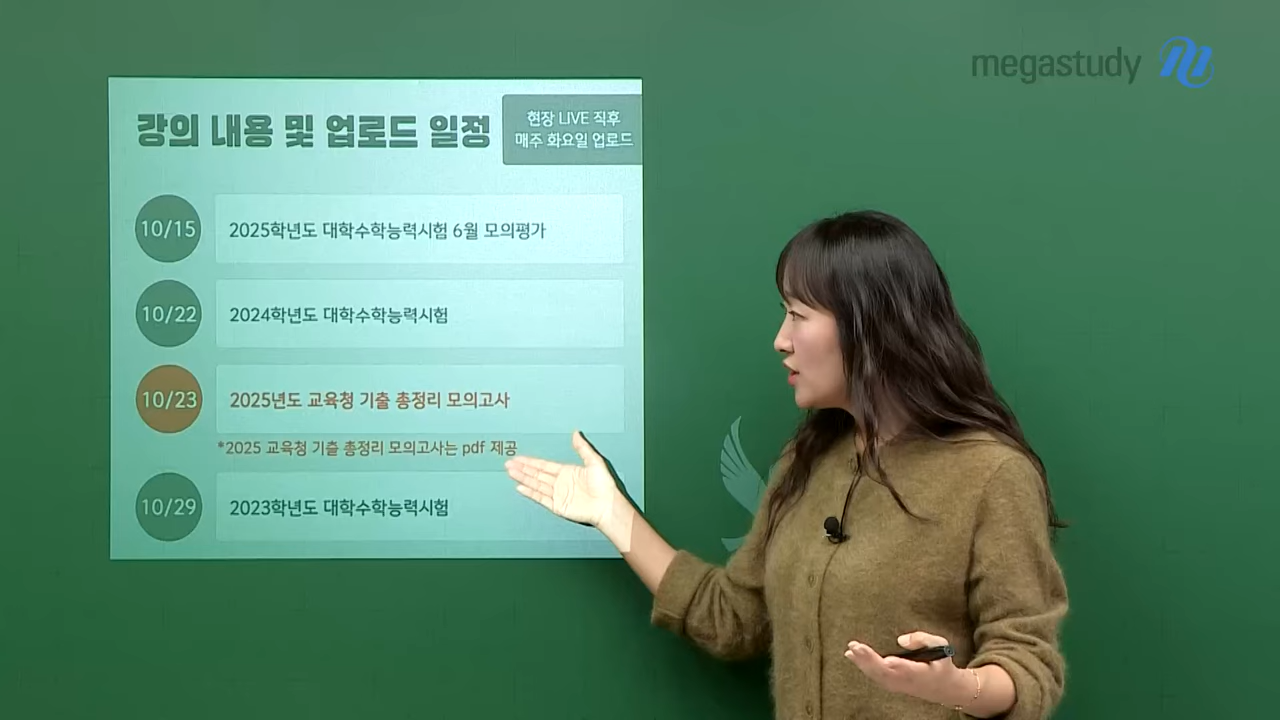 megastudy
강의 내용 및 업로드 일정
현장 LIVE 직후
매주 화요일 업로드
10/15
2025학년도 대학수학능력시험 6월 모의평가
10/22
2024학년도 대학수학능력시험
10/23
2025년도 교육청 기출 총정리 모의고사
*2025 교육청 기출 총정리 모의고사는 pdf 제공
10/29
2023학년도 대학수학능력시험